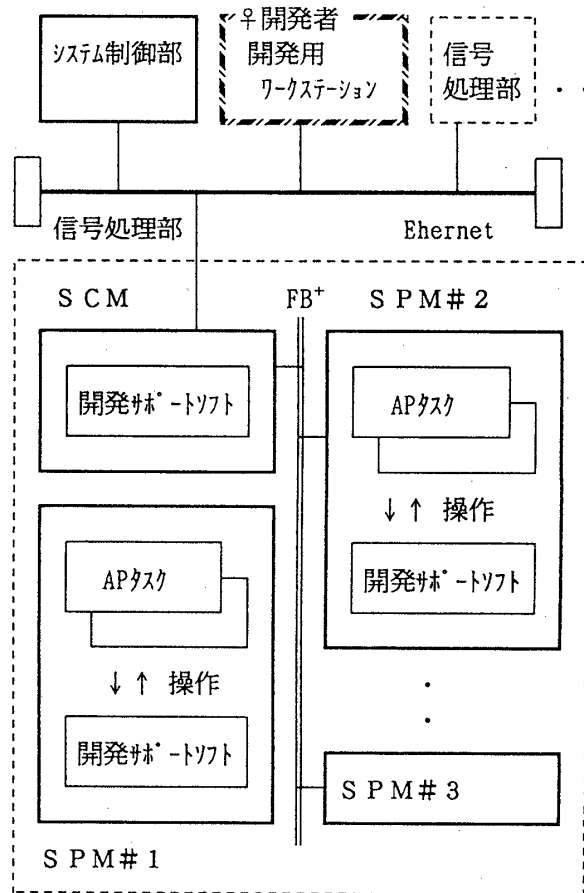 システム制御部
♀開発者
開発用
ワークステーション
信号
処理部
・・
信号処理部
Ehernet
ＳＣＭ
FB⁺
ＳＰＭ＃２
開発サポートソフト
APタスク
↓↑ 操作
開発サポートソフト
APタスク
↓↑ 操作
開発サポートソフト
・
・
ＳＰＭ＃３
ＳＰＭ＃１